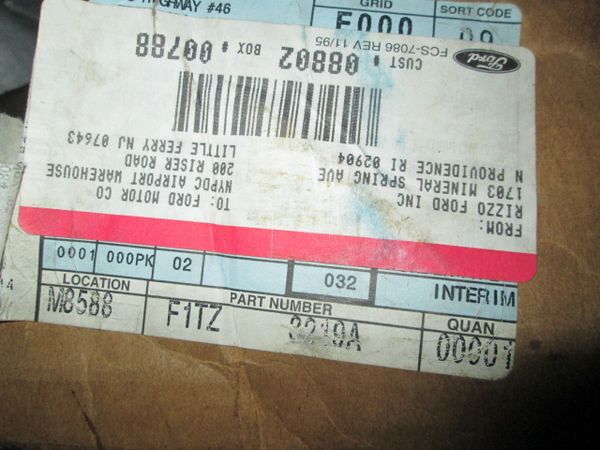 HIGHWAY #46
GRID
SORT CODE
Ford
FCS-7086 REV 11/95
CUST # 08802 BOX # 00788
FROM:
RIZZO FORD INC
1703 MINERAL SPRING AVE
N PROVIDENCE RI 02904
TO: FORD MOTOR CO
NYPDC AIRPORT WAREHOUSE
200 RISER ROAD
LITTLE FERRY NJ 07643
0001 000PK 02 032 INTERIM
LOCATION PART NUMBER QUAN
M8588 F1TZ 00001